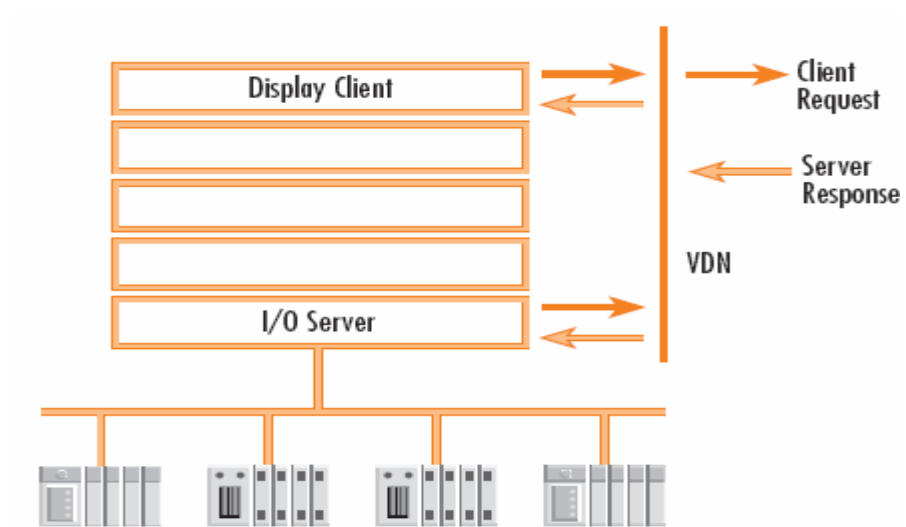 Display Client
Client
Request
Server
Response
VDN
I/O Server